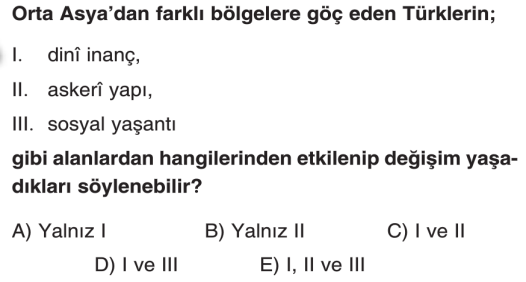 Orta Asya'dan farklı bölgelere göç eden Türklerin;
I. dinî inanç,
II. askerî yapı,
III. sosyal yaşantı
gibi alanlardan hangilerinden etkilenip değişim yaşa-
dıkları söylenebilir?
A) Yalnız I B) Yalnız II C) I ve II
D) I ve III E) I, II ve III